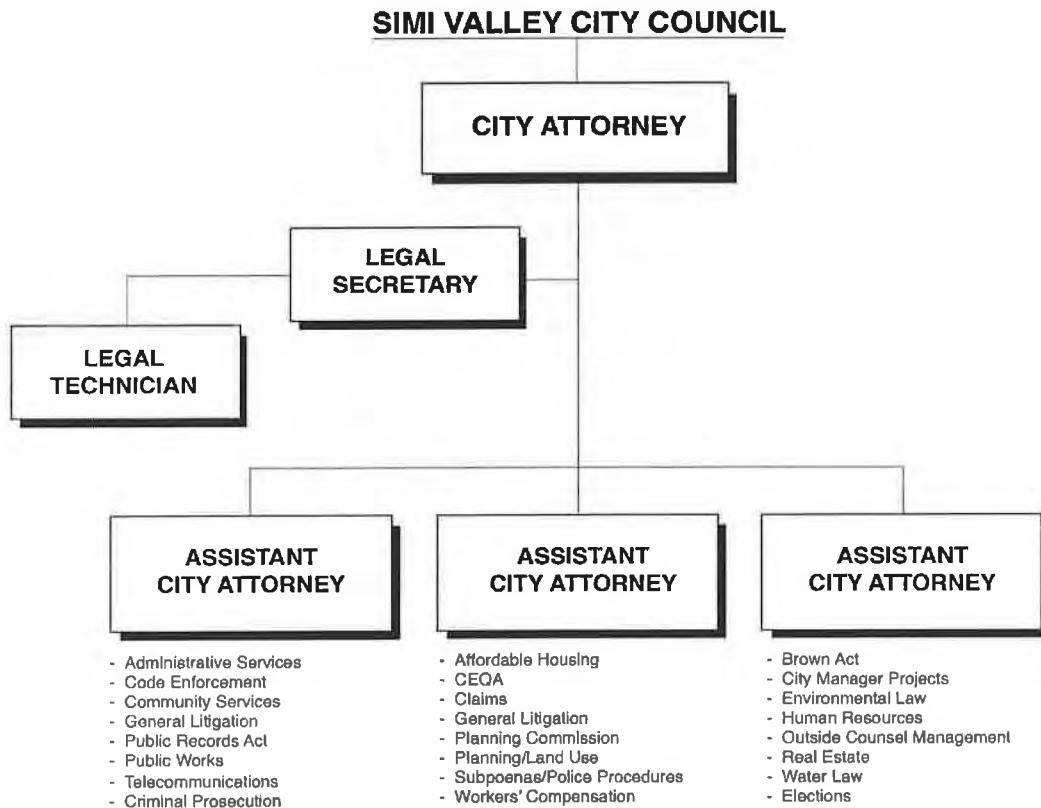 SIMI VALLEY CITY COUNCIL
CITY ATTORNEY
LEGAL
SECRETARY
LEGAL
TECHNICIAN
ASSISTANT
CITY ATTORNEY
- Administrative Services
- Code Enforcement
- Community Services
- General Litigation
- Public Records Act
- Public Works
- Telecommunications
- Criminal Prosecution
ASSISTANT
CITY ATTORNEY
- Affordable Housing
- CEQA
- Claims
- General Litigation
- Planning Commission
- Planning/Land Use
- Subpoenas/Police Procedures
- Workers' Compensation
ASSISTANT
CITY ATTORNEY
- Brown Act
- City Manager Projects
- Environmental Law
- Human Resources
- Outside Counsel Management
- Real Estate
- Water Law
- Elections